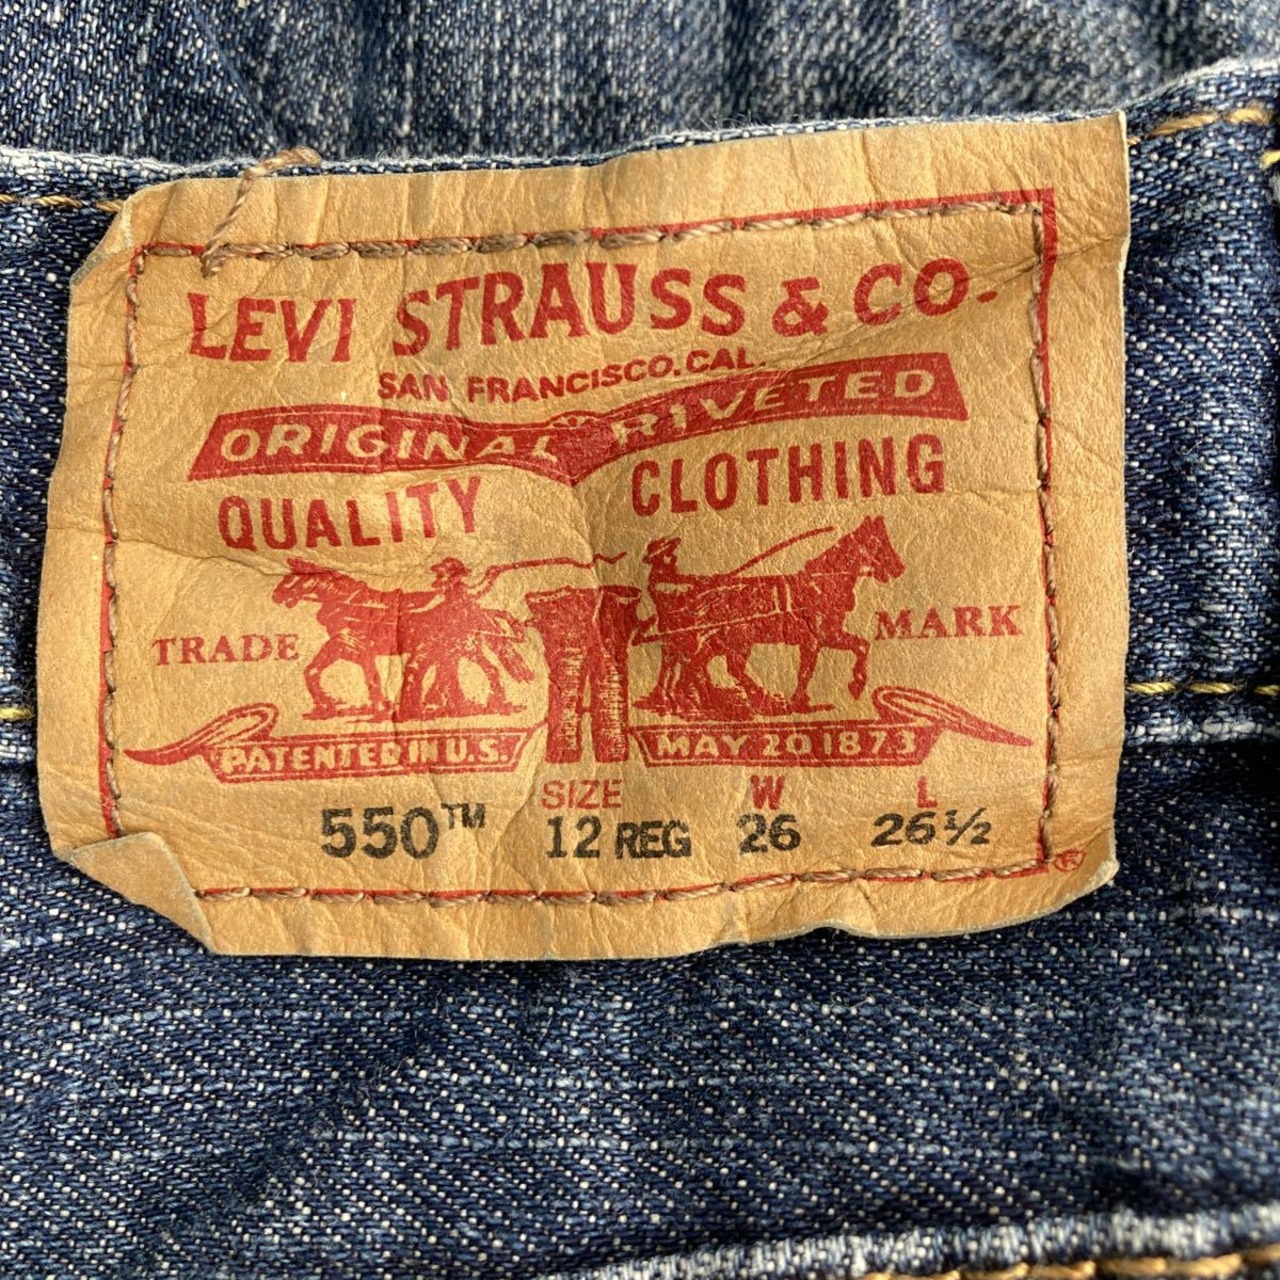 LEVI STRAUSS & CO.
SAN FRANCISCO. CAL.
ORIGINAL RIVETED
QUALITY CLOTHING
TRADE MARK
PATENTED IN U.S. MAY 20 1873
SIZE W L
550™ 12 REG 26 26½
®